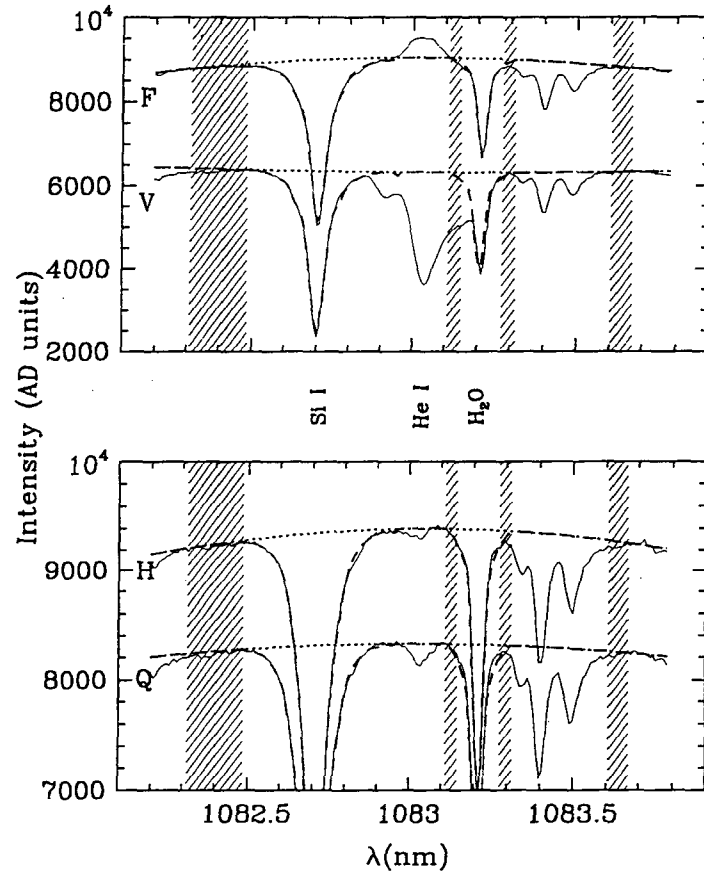 10⁴
8000
F
6000
V
4000
2000
Intensity (AD units)
Si I
He I
H₂O
10⁴
9000
H
8000
Q
7000
1082.5
1083
1083.5
λ(nm)